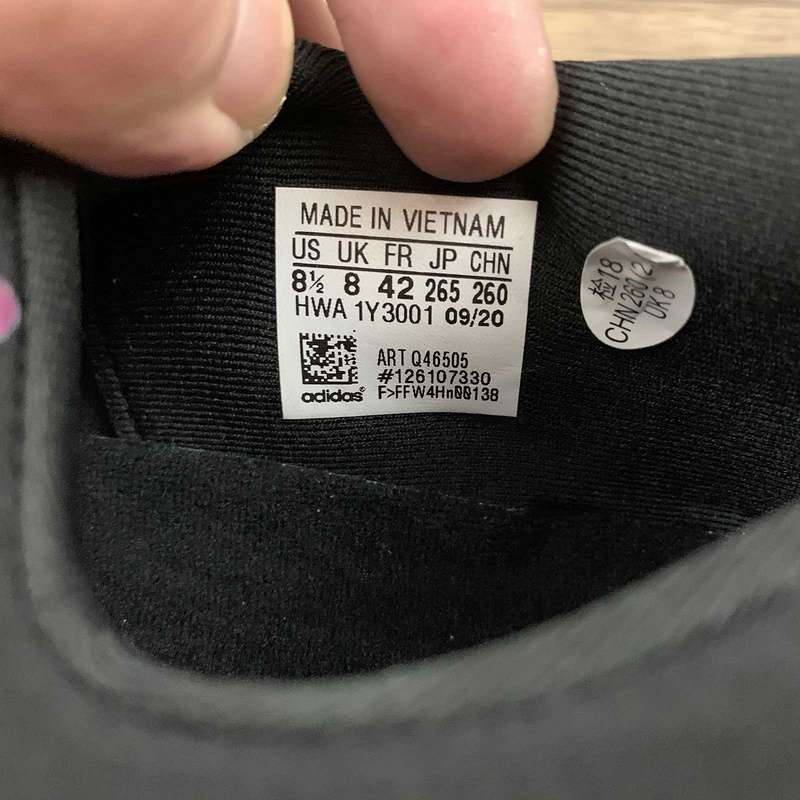 MADE IN VIETNAM
US UK FR JP CHN
8½ 8 42 265 260
HWA 1Y3001 09/20
ART Q46505
#126107330
adidas® F>FFW4Hn00138
检18
CHN260(2
UK8